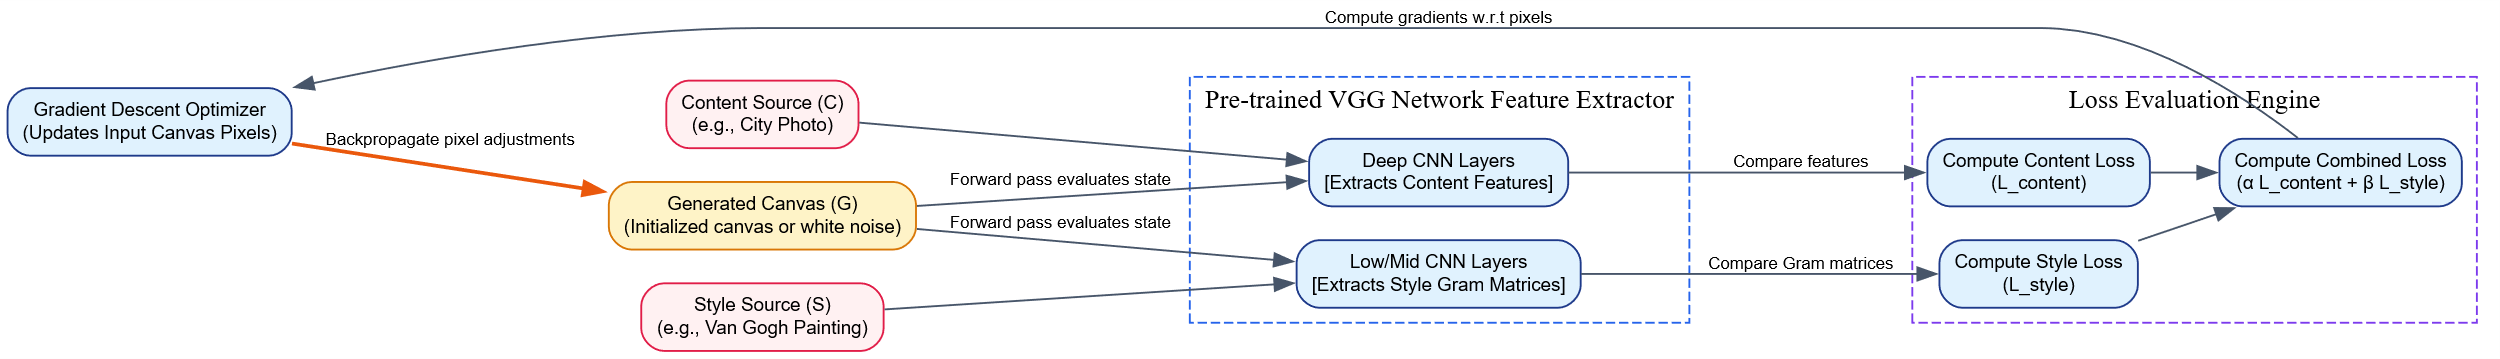 Compute gradients w.r.t pixels
Gradient Descent Optimizer
(Updates Input Canvas Pixels)
Backpropagate pixel adjustments
Content Source (C)
(e.g., City Photo)
Generated Canvas (G)
(Initialized canvas or white noise)
Style Source (S)
(e.g., Van Gogh Painting)
Forward pass evaluates state
Forward pass evaluates state
Pre-trained VGG Network Feature Extractor
Deep CNN Layers
[Extracts Content Features]
Low/Mid CNN Layers
[Extracts Style Gram Matrices]
Compare features
Compare Gram matrices
Loss Evaluation Engine
Compute Content Loss
(L_content)
Compute Style Loss
(L_style)
Compute Combined Loss
(α L_content + β L_style)